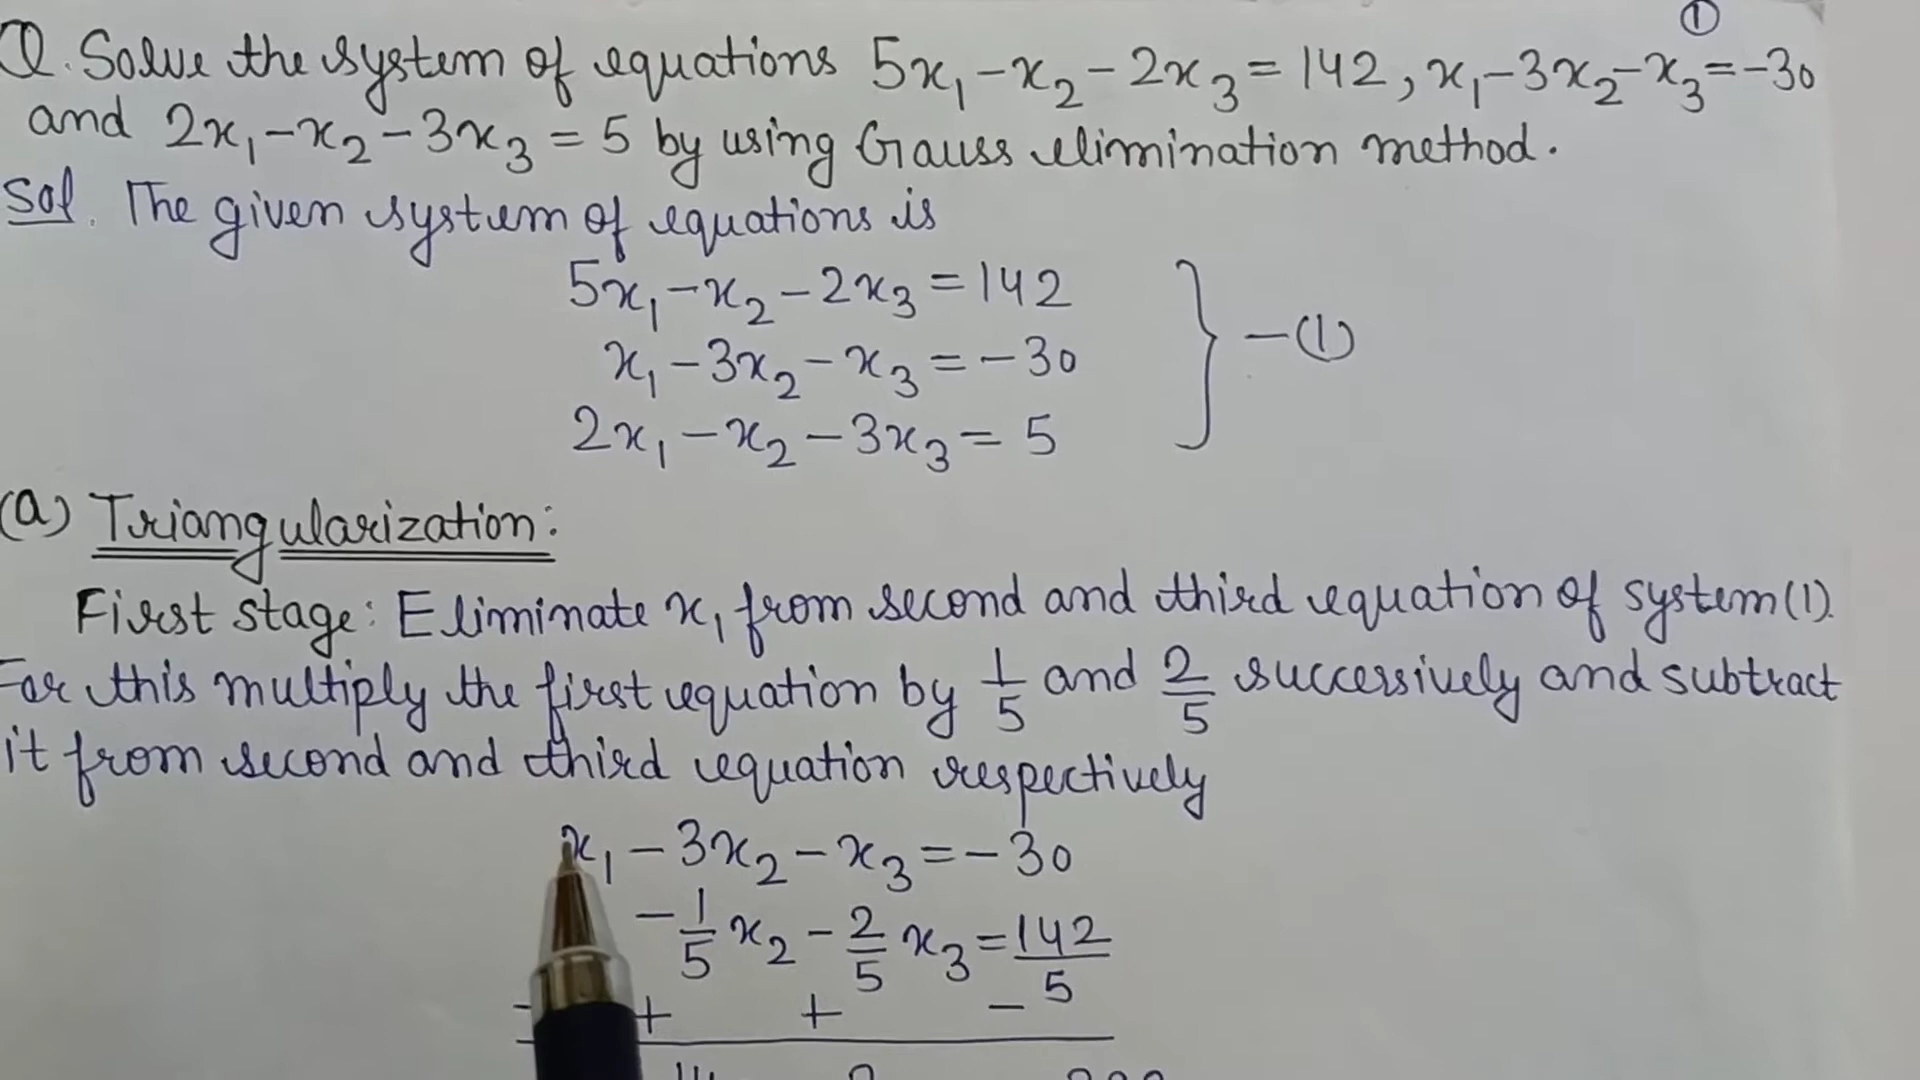 ①
Q. Solve the system of equations 5x₁-x₂-2x₃=142, x₁-3x₂-x₃=-30
and 2x₁-x₂-3x₃=5 by using Gauss elimination method.
Sol. The given system of equations is
5x₁-x₂-2x₃=142
x₁-3x₂-x₃=-30 } -(1)
2x₁-x₂-3x₃=5
(a) Triangularization:
First stage: Eliminate x₁ from second and third equation of system(1).
For this multiply the first equation by 1/5 and 2/5 successively and subtract
it from second and third equation respectively
x₁-3x₂-x₃=-30
-1/5 x₂-2/5 x₃=142/5
- + + -